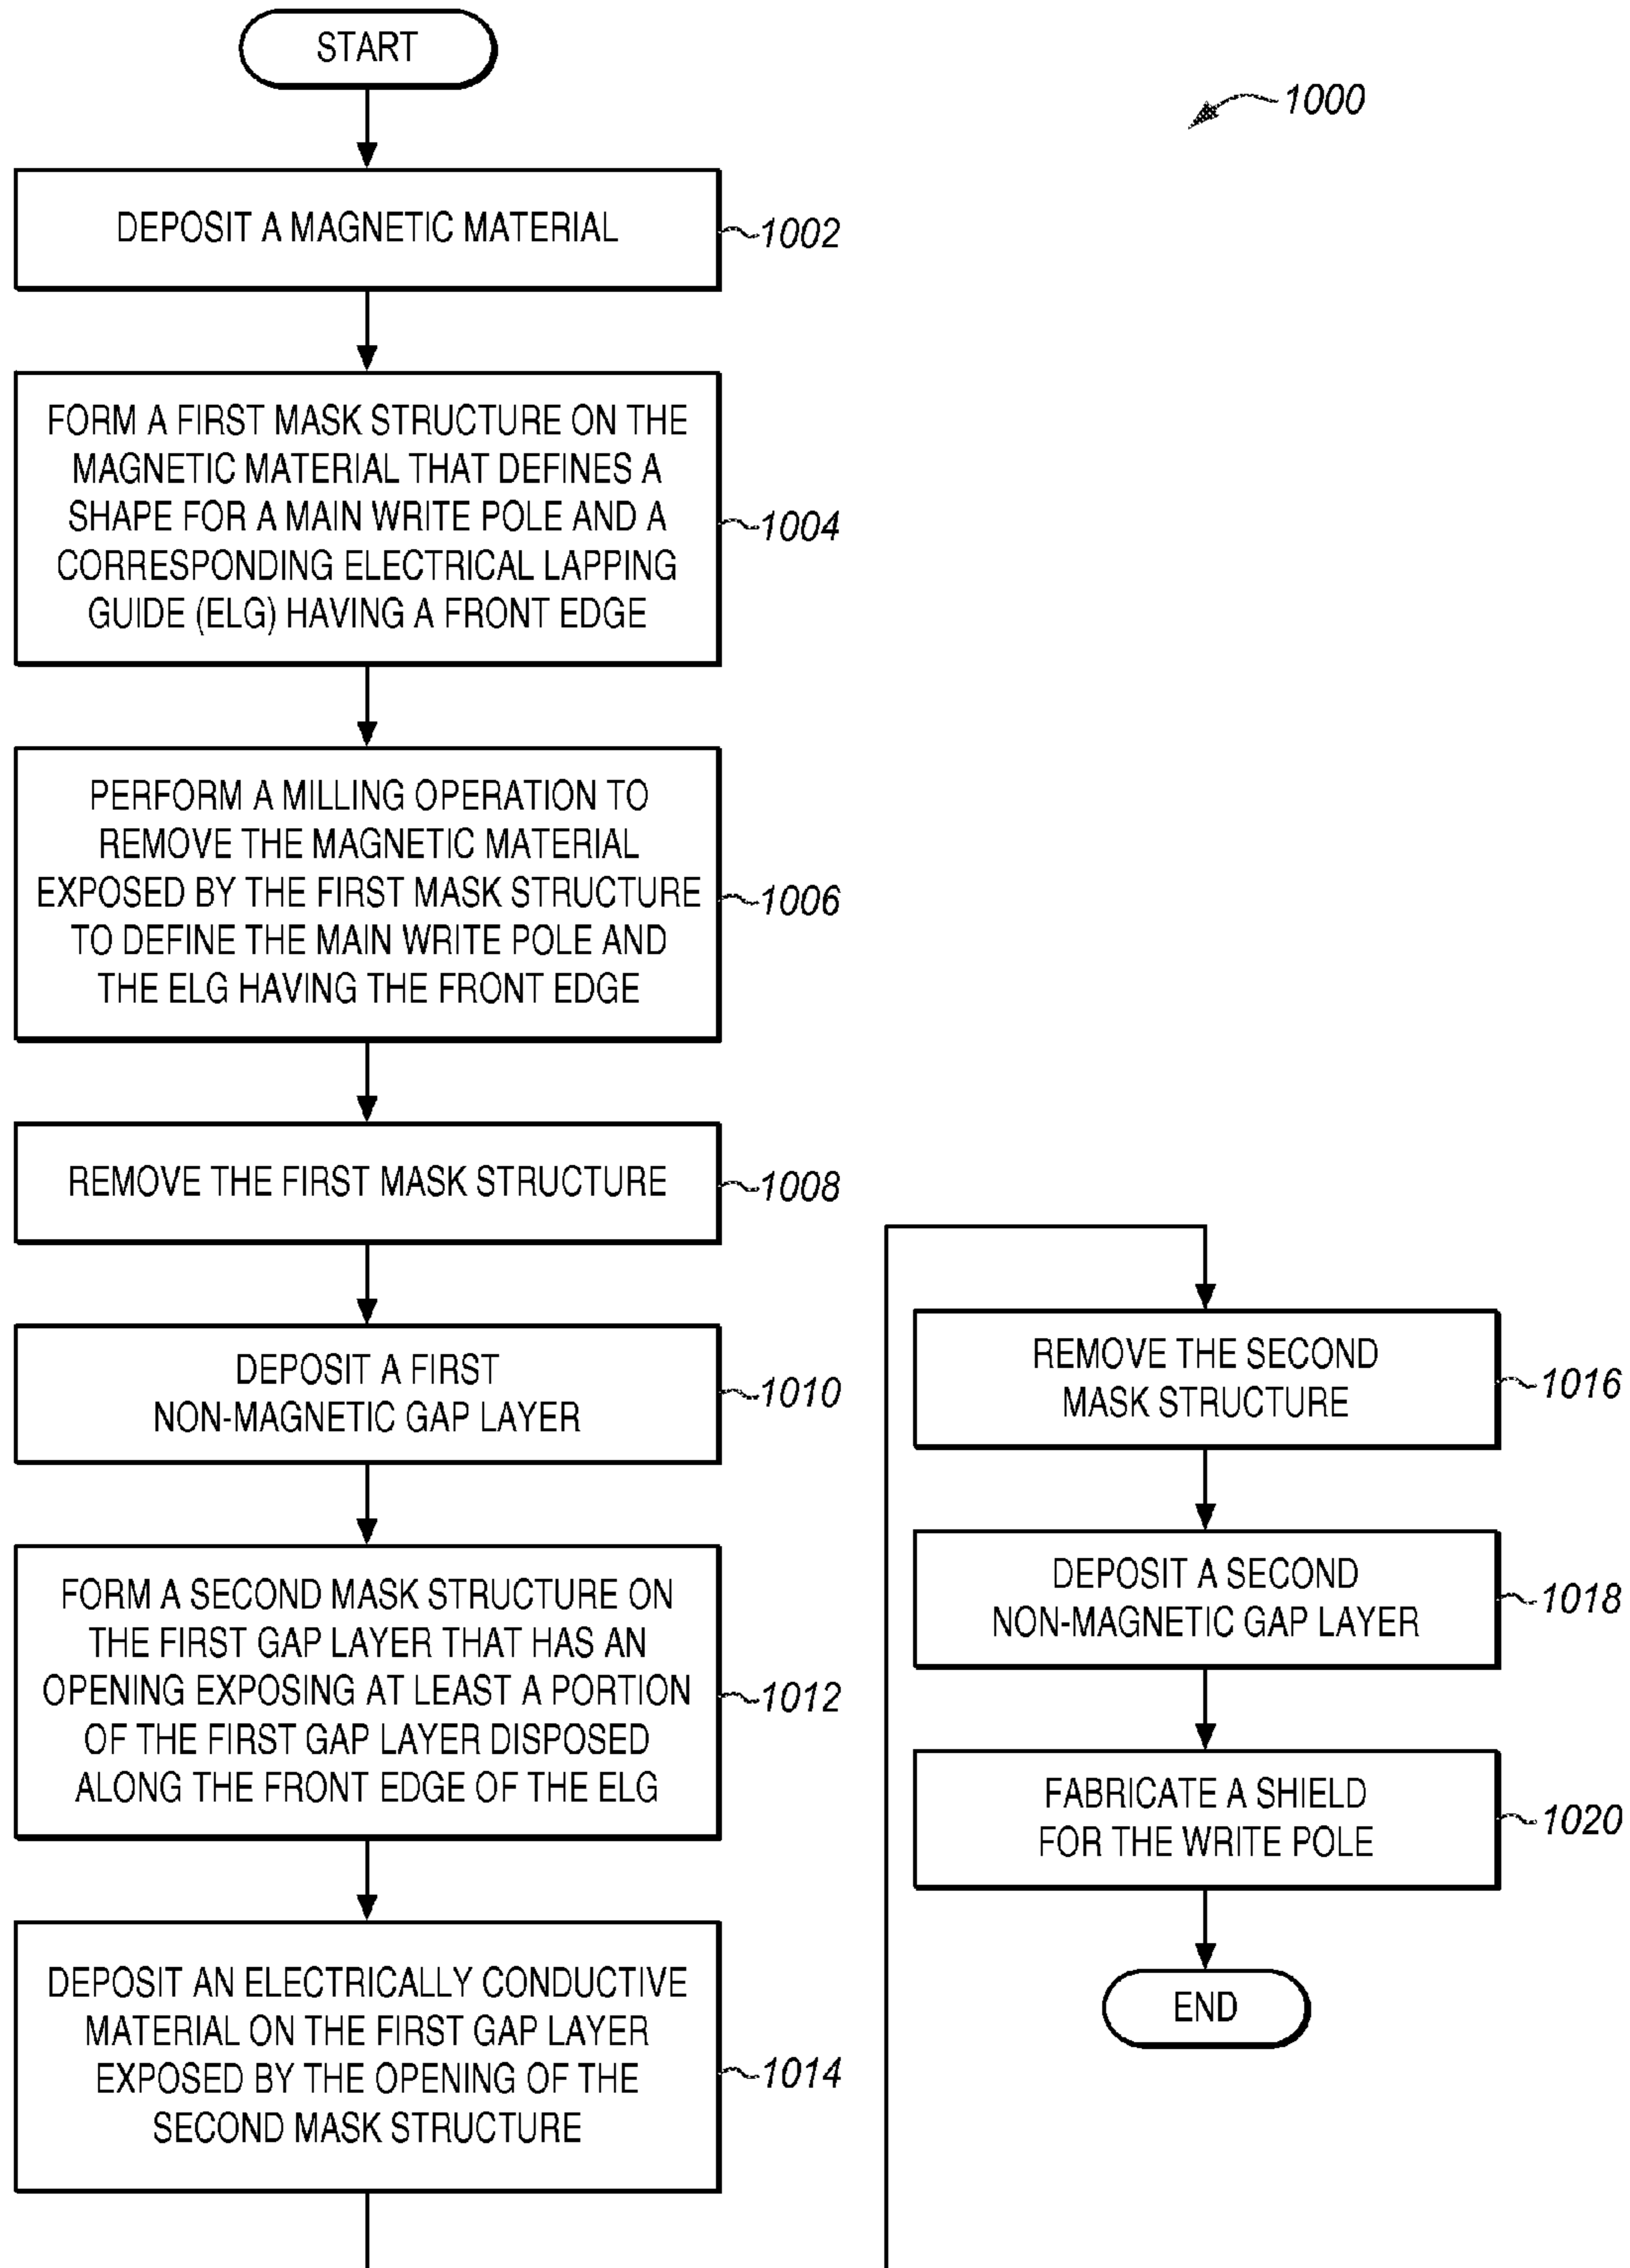 START
1000
DEPOSIT A MAGNETIC MATERIAL
1002
FORM A FIRST MASK STRUCTURE ON THE
MAGNETIC MATERIAL THAT DEFINES A
SHAPE FOR A MAIN WRITE POLE AND A
CORRESPONDING ELECTRICAL LAPPING
GUIDE (ELG) HAVING A FRONT EDGE
1004
PERFORM A MILLING OPERATION TO
REMOVE THE MAGNETIC MATERIAL
EXPOSED BY THE FIRST MASK STRUCTURE
TO DEFINE THE MAIN WRITE POLE AND
THE ELG HAVING THE FRONT EDGE
1006
REMOVE THE FIRST MASK STRUCTURE
1008
DEPOSIT A FIRST
NON-MAGNETIC GAP LAYER
1010
FORM A SECOND MASK STRUCTURE ON
THE FIRST GAP LAYER THAT HAS AN
OPENING EXPOSING AT LEAST A PORTION
OF THE FIRST GAP LAYER DISPOSED
ALONG THE FRONT EDGE OF THE ELG
1012
DEPOSIT AN ELECTRICALLY CONDUCTIVE
MATERIAL ON THE FIRST GAP LAYER
EXPOSED BY THE OPENING OF THE
SECOND MASK STRUCTURE
1014
REMOVE THE SECOND
MASK STRUCTURE
1016
DEPOSIT A SECOND
NON-MAGNETIC GAP LAYER
1018
FABRICATE A SHIELD
FOR THE WRITE POLE
1020
END